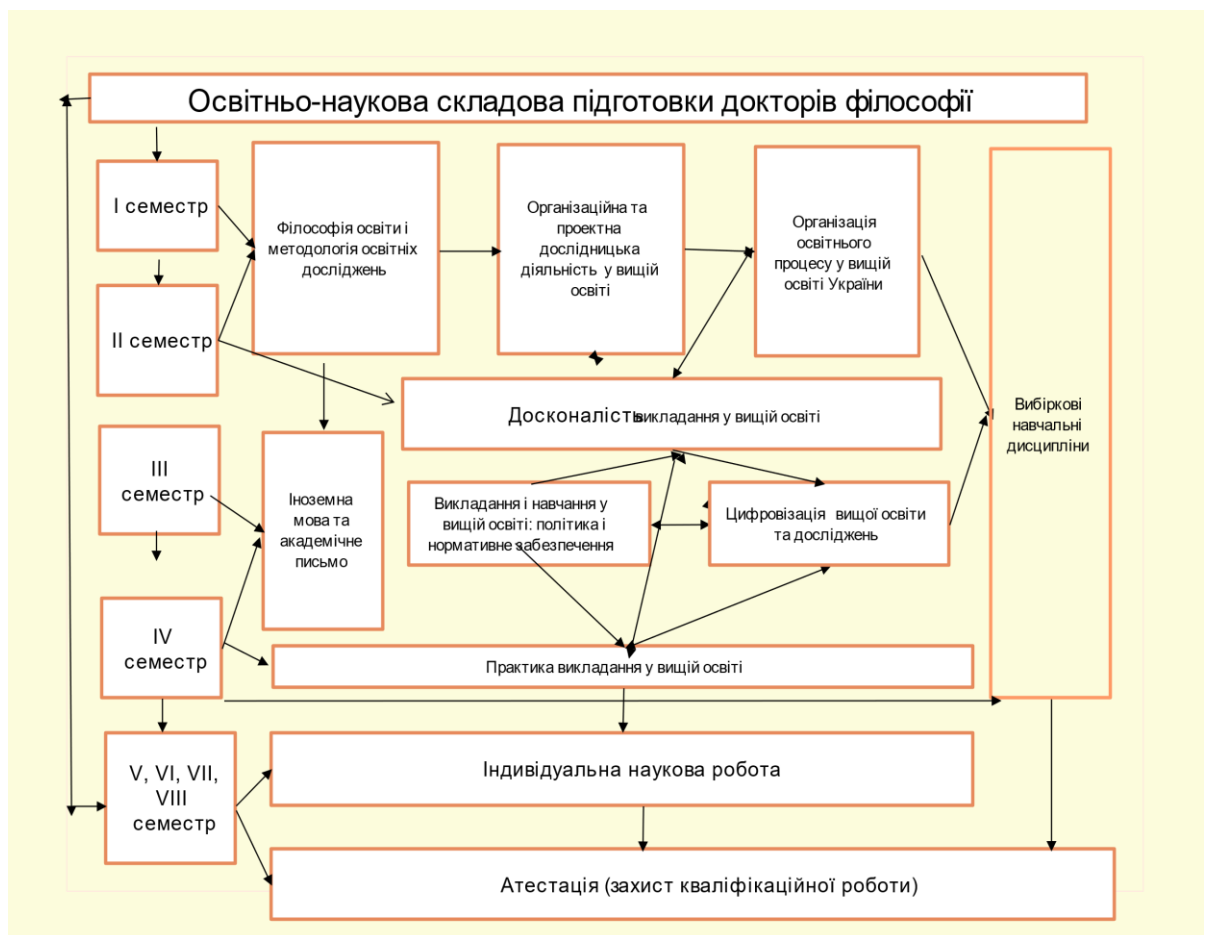 Освітньо-наукова складова підготовки докторів філософії
І семестр
Філософія освіти і
методологія освітніх
досліджень
Організаційна та
проектна
дослідницька
діяльність у вищій
освіті
Організація
освітнього
процесу у вищій
освіті України
ІІ семестр
Досконалість викладання у вищій освіті
Вибіркові
навчальні
дисципліни
ІІІ
семестр
Іноземна
мова та
академічне
письмо
Викладання і навчання у
вищій освіті: політика і
нормативне забезпечення
Цифровізація вищої освіти
та досліджень
IV
семестр
Практика викладання у вищій освіті
V, VI, VII,
VIII
семестр
Індивідуальна наукова робота
Атестація (захист кваліфікаційної роботи)